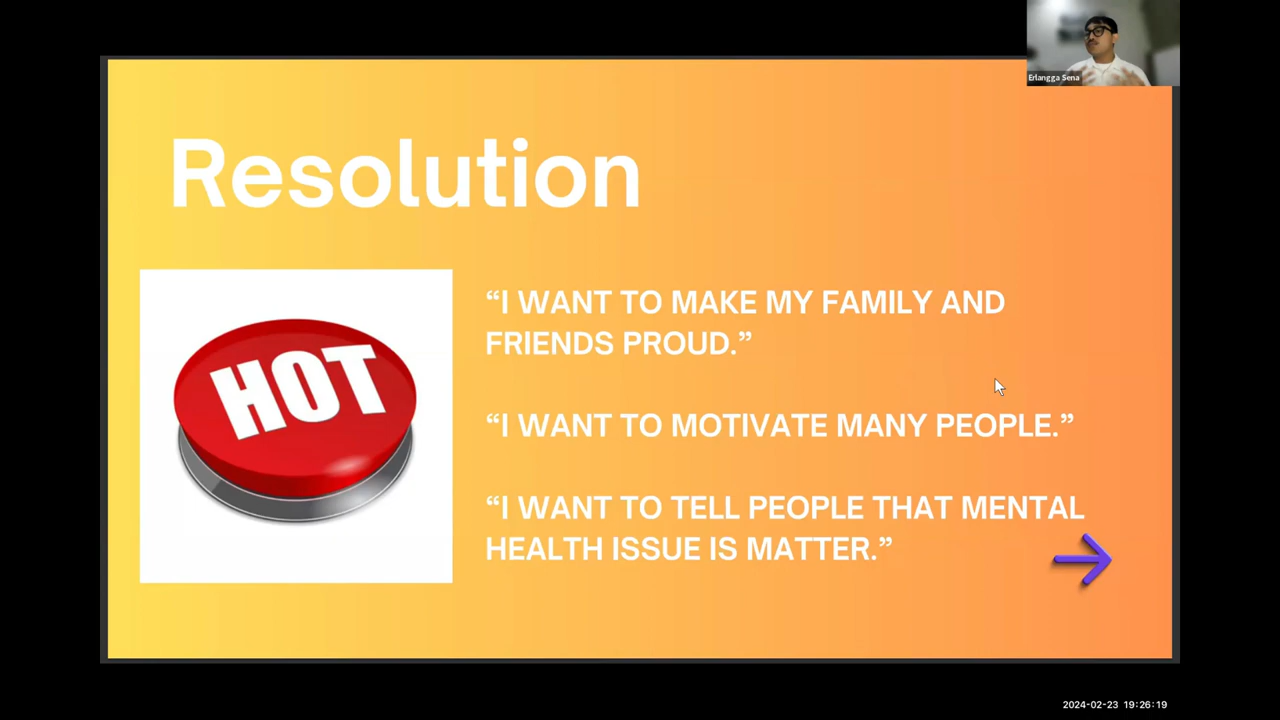 Erlangga Sena
Resolution
HOT
“I WANT TO MAKE MY FAMILY AND
FRIENDS PROUD.”
“I WANT TO MOTIVATE MANY PEOPLE.”
“I WANT TO TELL PEOPLE THAT MENTAL
HEALTH ISSUE IS MATTER.”
2024-02-23 19:26:19